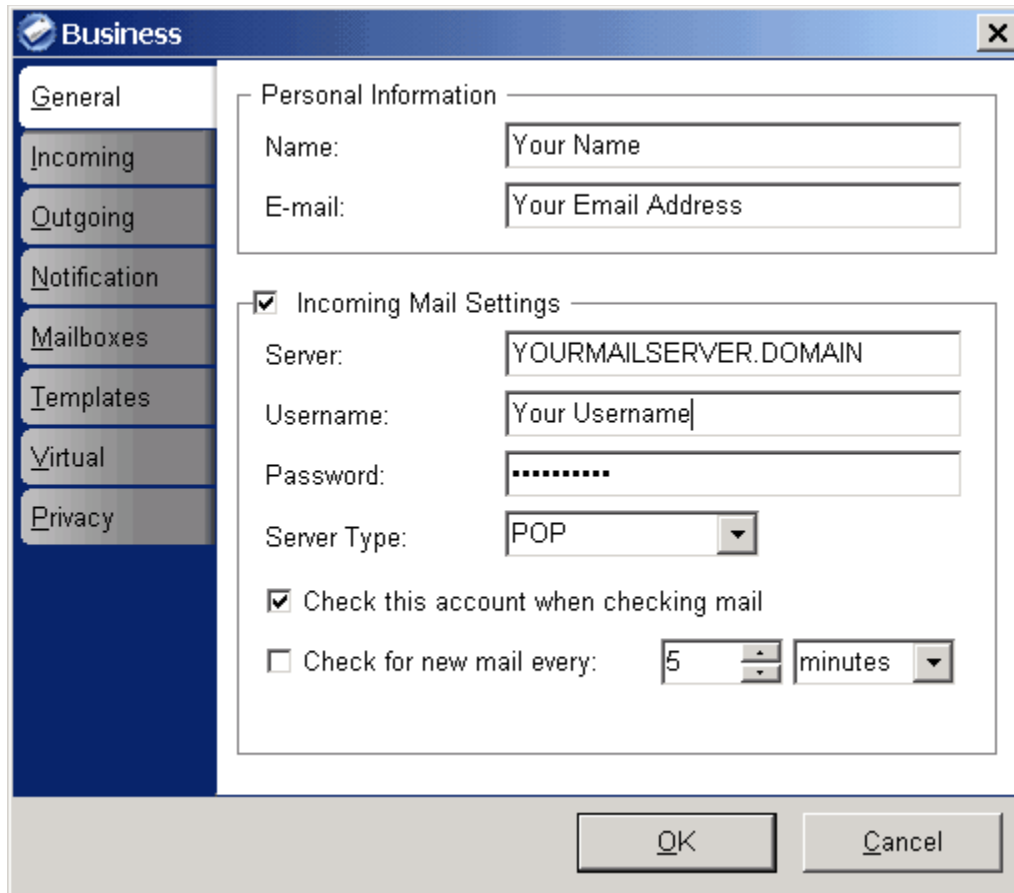 Business
General
Incoming
Outgoing
Notification
Mailboxes
Templates
Virtual
Privacy
Personal Information
Name: Your Name
E-mail: Your Email Address
Incoming Mail Settings
Server: YOURMAILSERVER.DOMAIN
Username: Your Username
Password: ••••••••••
Server Type: POP
Check this account when checking mail
Check for new mail every: 5 minutes
OK Cancel